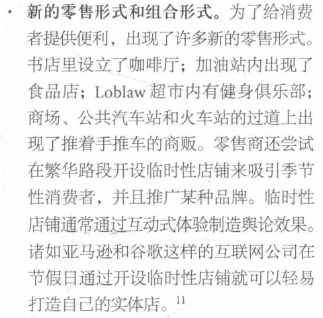 · 新的零售形式和组合形式。为了给消费
者提供便利，出现了许多新的零售形式。
书店里设立了咖啡厅；加油站内出现了
食品店；Loblaw超市内有健身俱乐部；
商场、公共汽车站和火车站的过道上出
现了推着手推车的商贩。零售商还尝试
在繁华路段开设临时性店铺来吸引季节
性消费者，并且推广某种品牌。临时性
店铺通常通过互动式体验制造舆论效果。
诸如亚马逊和谷歌这样的互联网公司在
节假日通过开设临时性店铺就可以轻易
打造自己的实体店。¹¹